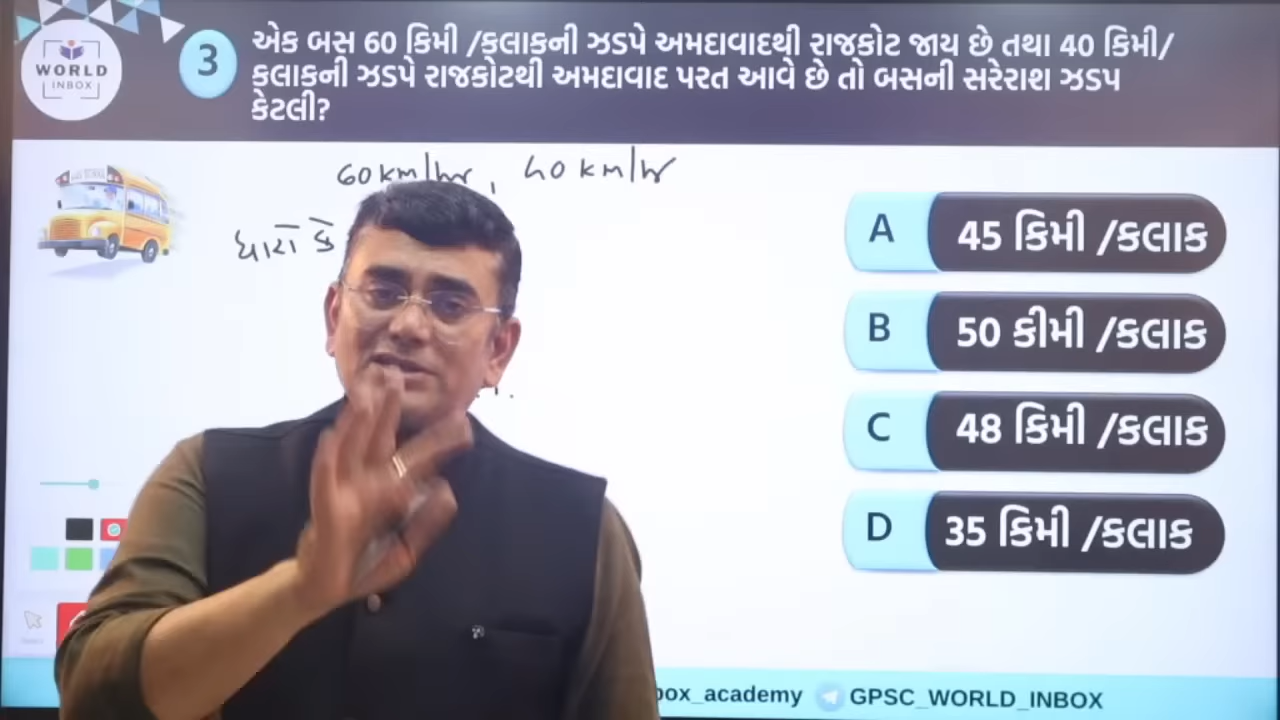 WORLD
INBOX
3
એક બસ 60 કિમી /કલાકની ઝડપે અમદાવાદથી રાજકોટ જાય છે તથા 40 કિમી/
કલાકની ઝડપે રાજકોટથી અમદાવાદ પરત આવે છે તો બસની સરેરાશ ઝડપ
કેટલી?
60 km/hr , 40 km/hr
ધારો કે
A 45 કિમી /કલાક
B 50 કીમી /કલાક
C 48 કિમી /કલાક
D 35 કિમી /કલાક
box_academy GPSC_WORLD_INBOX